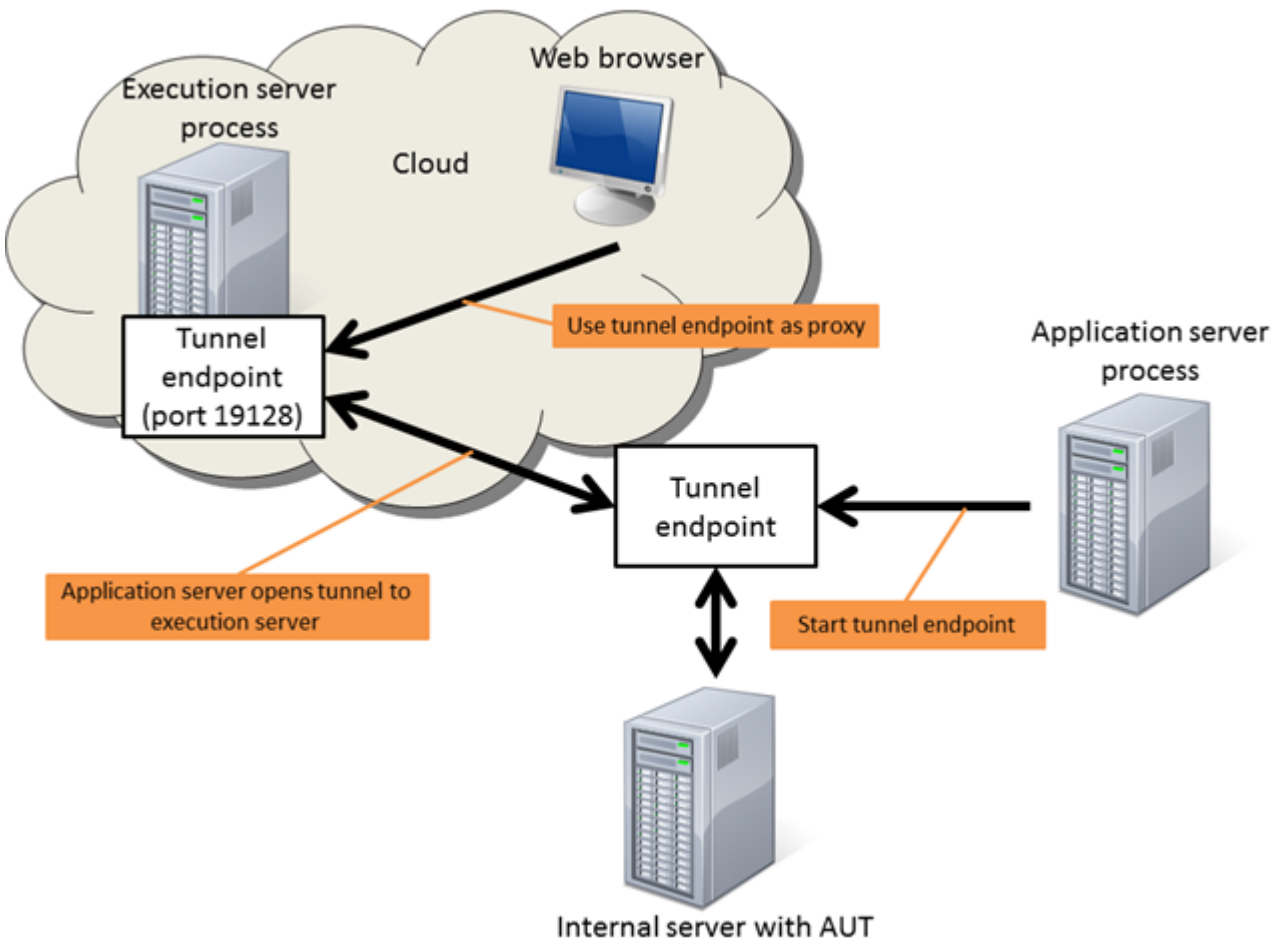 Web browser
Execution server
process
Cloud
Use tunnel endpoint as proxy
Tunnel
endpoint
(port 19128)
Application server
process
Tunnel
endpoint
Application server opens tunnel to
execution server
Start tunnel endpoint
Internal server with AUT